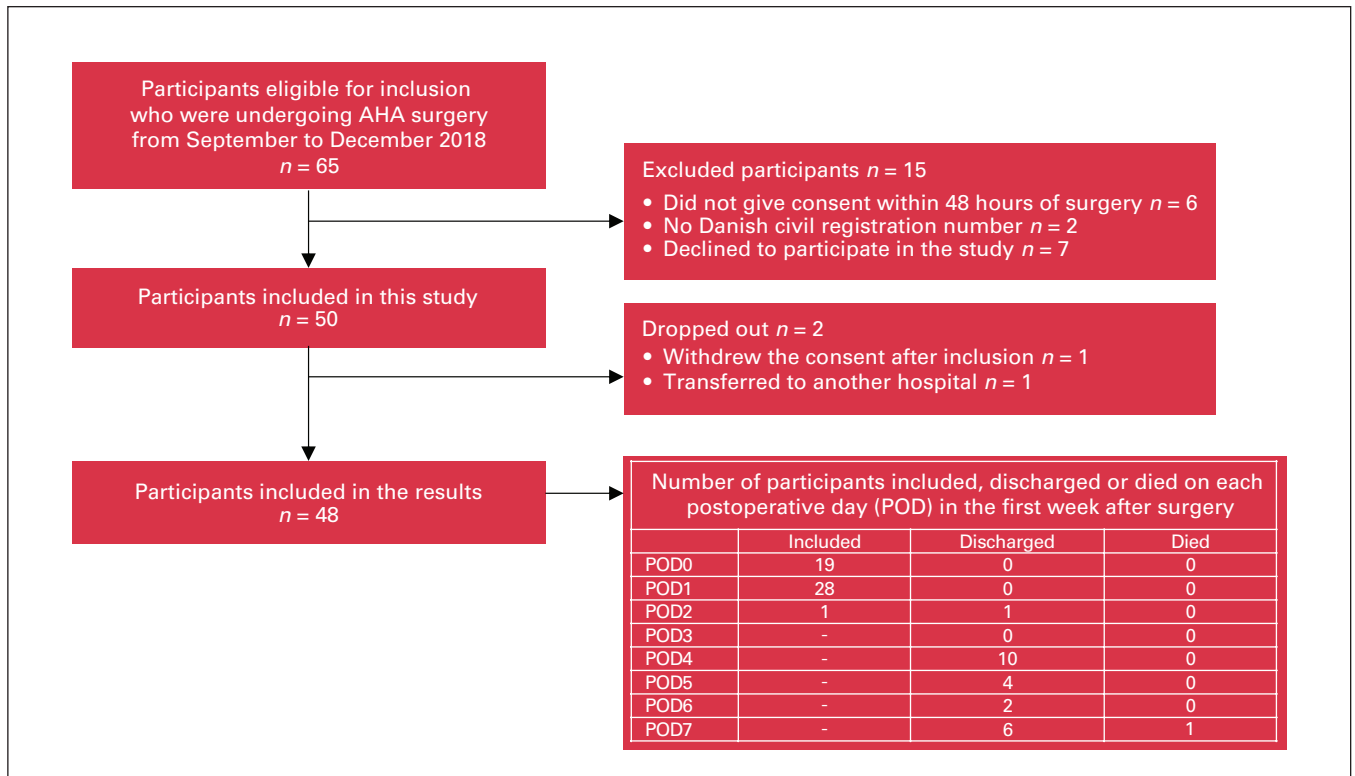 Participants eligible for inclusion
who were undergoing AHA surgery
from September to December 2018
n = 65
Excluded participants n = 15
• Did not give consent within 48 hours of surgery n = 6
• No Danish civil registration number n = 2
• Declined to participate in the study n = 7
Participants included in this study
n = 50
Dropped out n = 2
• Withdrew the consent after inclusion n = 1
• Transferred to another hospital n = 1
Participants included in the results
n = 48
Number of participants included, discharged or died on each
postoperative day (POD) in the first week after surgery
Included Discharged Died
POD0 19 0 0
POD1 28 0 0
POD2 1 1 0
POD3 - 0 0
POD4 - 10 0
POD5 - 4 0
POD6 - 2 0
POD7 - 6 1